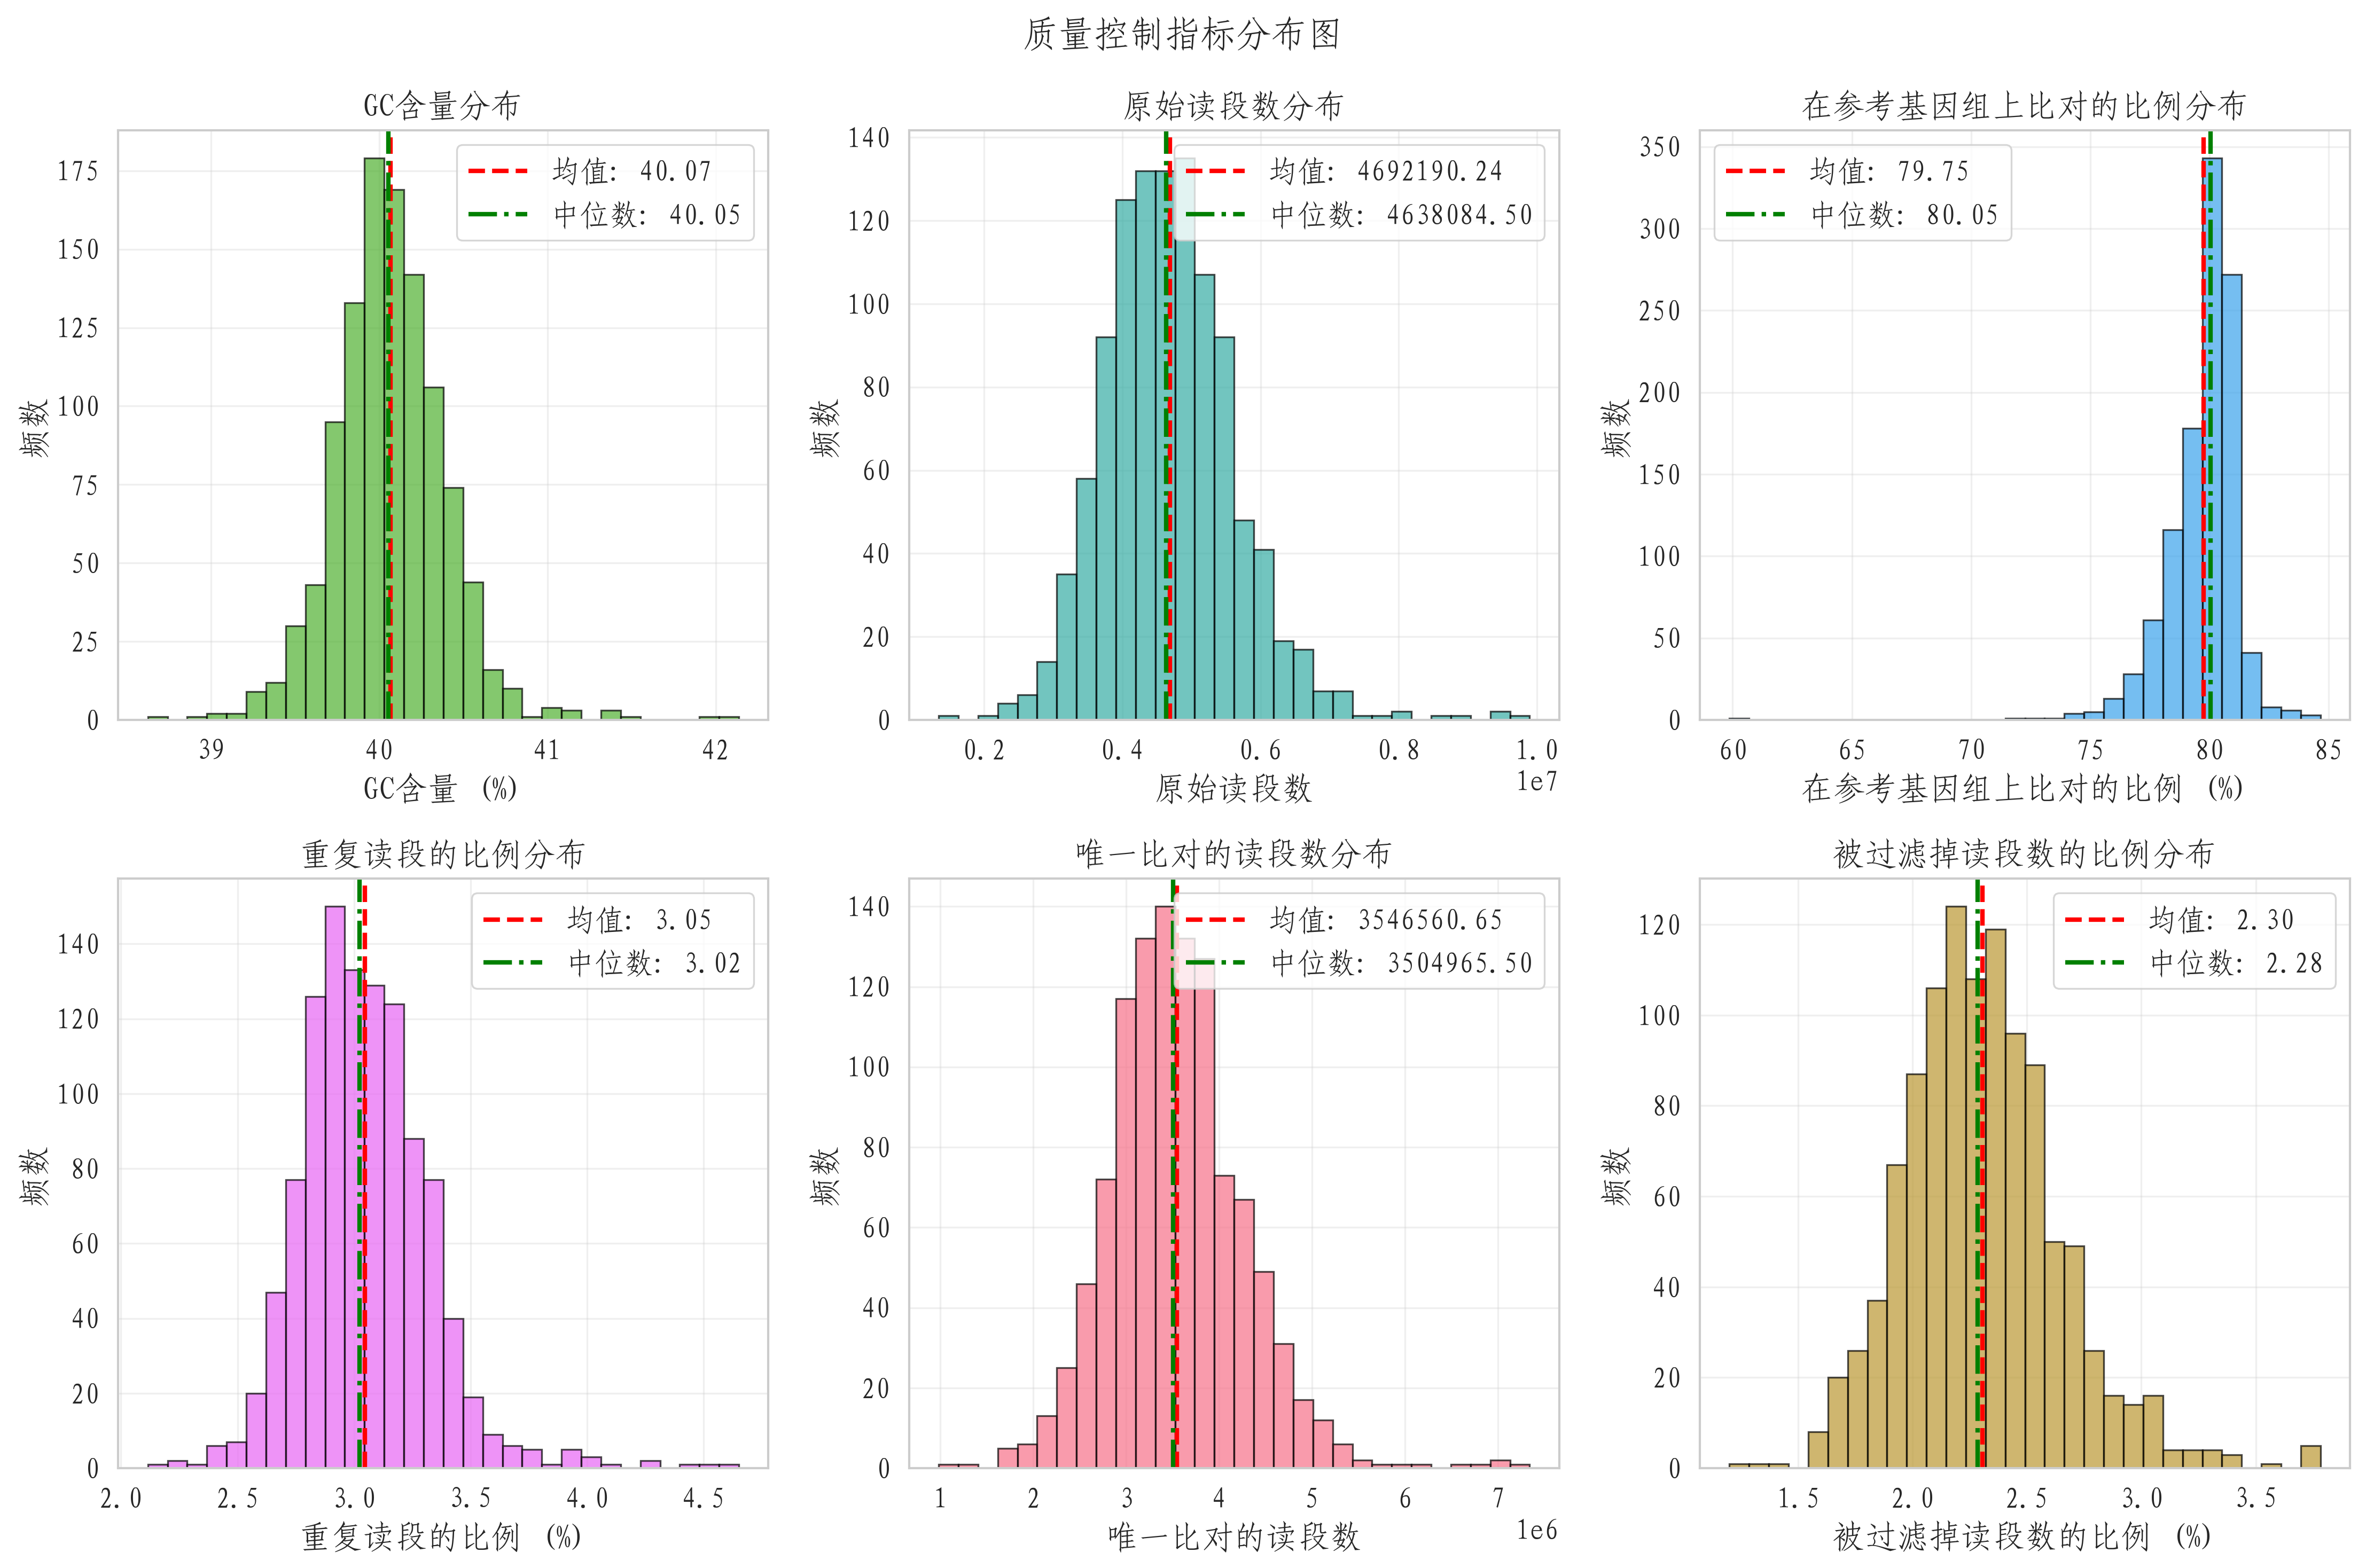 质量控制指标分布图
GC含量分布
均值: 40.07
中位数: 40.05
175
150
125
100
75
50
25
0
频数
39 40 41 42
GC含量 (%)
原始读段数分布
均值: 4692190.24
中位数: 4638084.50
140
120
100
80
60
40
20
0
频数
0.2 0.4 0.6 0.8 1.0
1e7
原始读段数
在参考基因组上比对的比例分布
均值: 79.75
中位数: 80.05
350
300
250
200
150
100
50
0
频数
60 65 70 75 80 85
在参考基因组上比对的比例 (%)
重复读段的比例分布
均值: 3.05
中位数: 3.02
140
120
100
80
60
40
20
0
频数
2.0 2.5 3.0 3.5 4.0 4.5
重复读段的比例 (%)
唯一比对的读段数分布
均值: 3546560.65
中位数: 3504965.50
140
120
100
80
60
40
20
0
频数
1 2 3 4 5 6 7
1e6
唯一比对的读段数
被过滤掉读段数的比例分布
均值: 2.30
中位数: 2.28
120
100
80
60
40
20
0
频数
1.5 2.0 2.5 3.0 3.5
被过滤掉读段数的比例 (%)